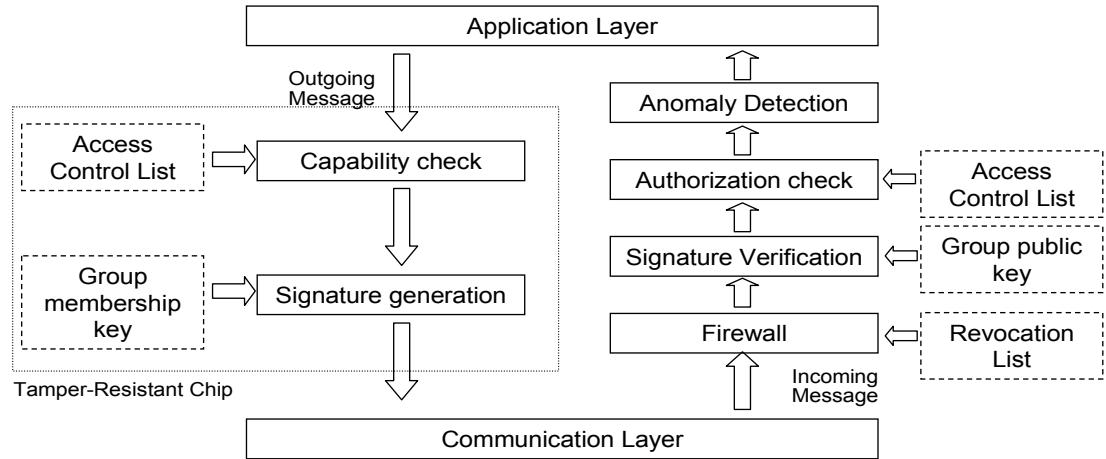 Application Layer
Outgoing
Message
Access
Control List
Capability check
Group
membership
key
Signature generation
Tamper-Resistant Chip
Anomaly Detection
Authorization check
Access
Control List
Signature Verification
Group public
key
Firewall
Revocation
List
Incoming
Message
Communication Layer